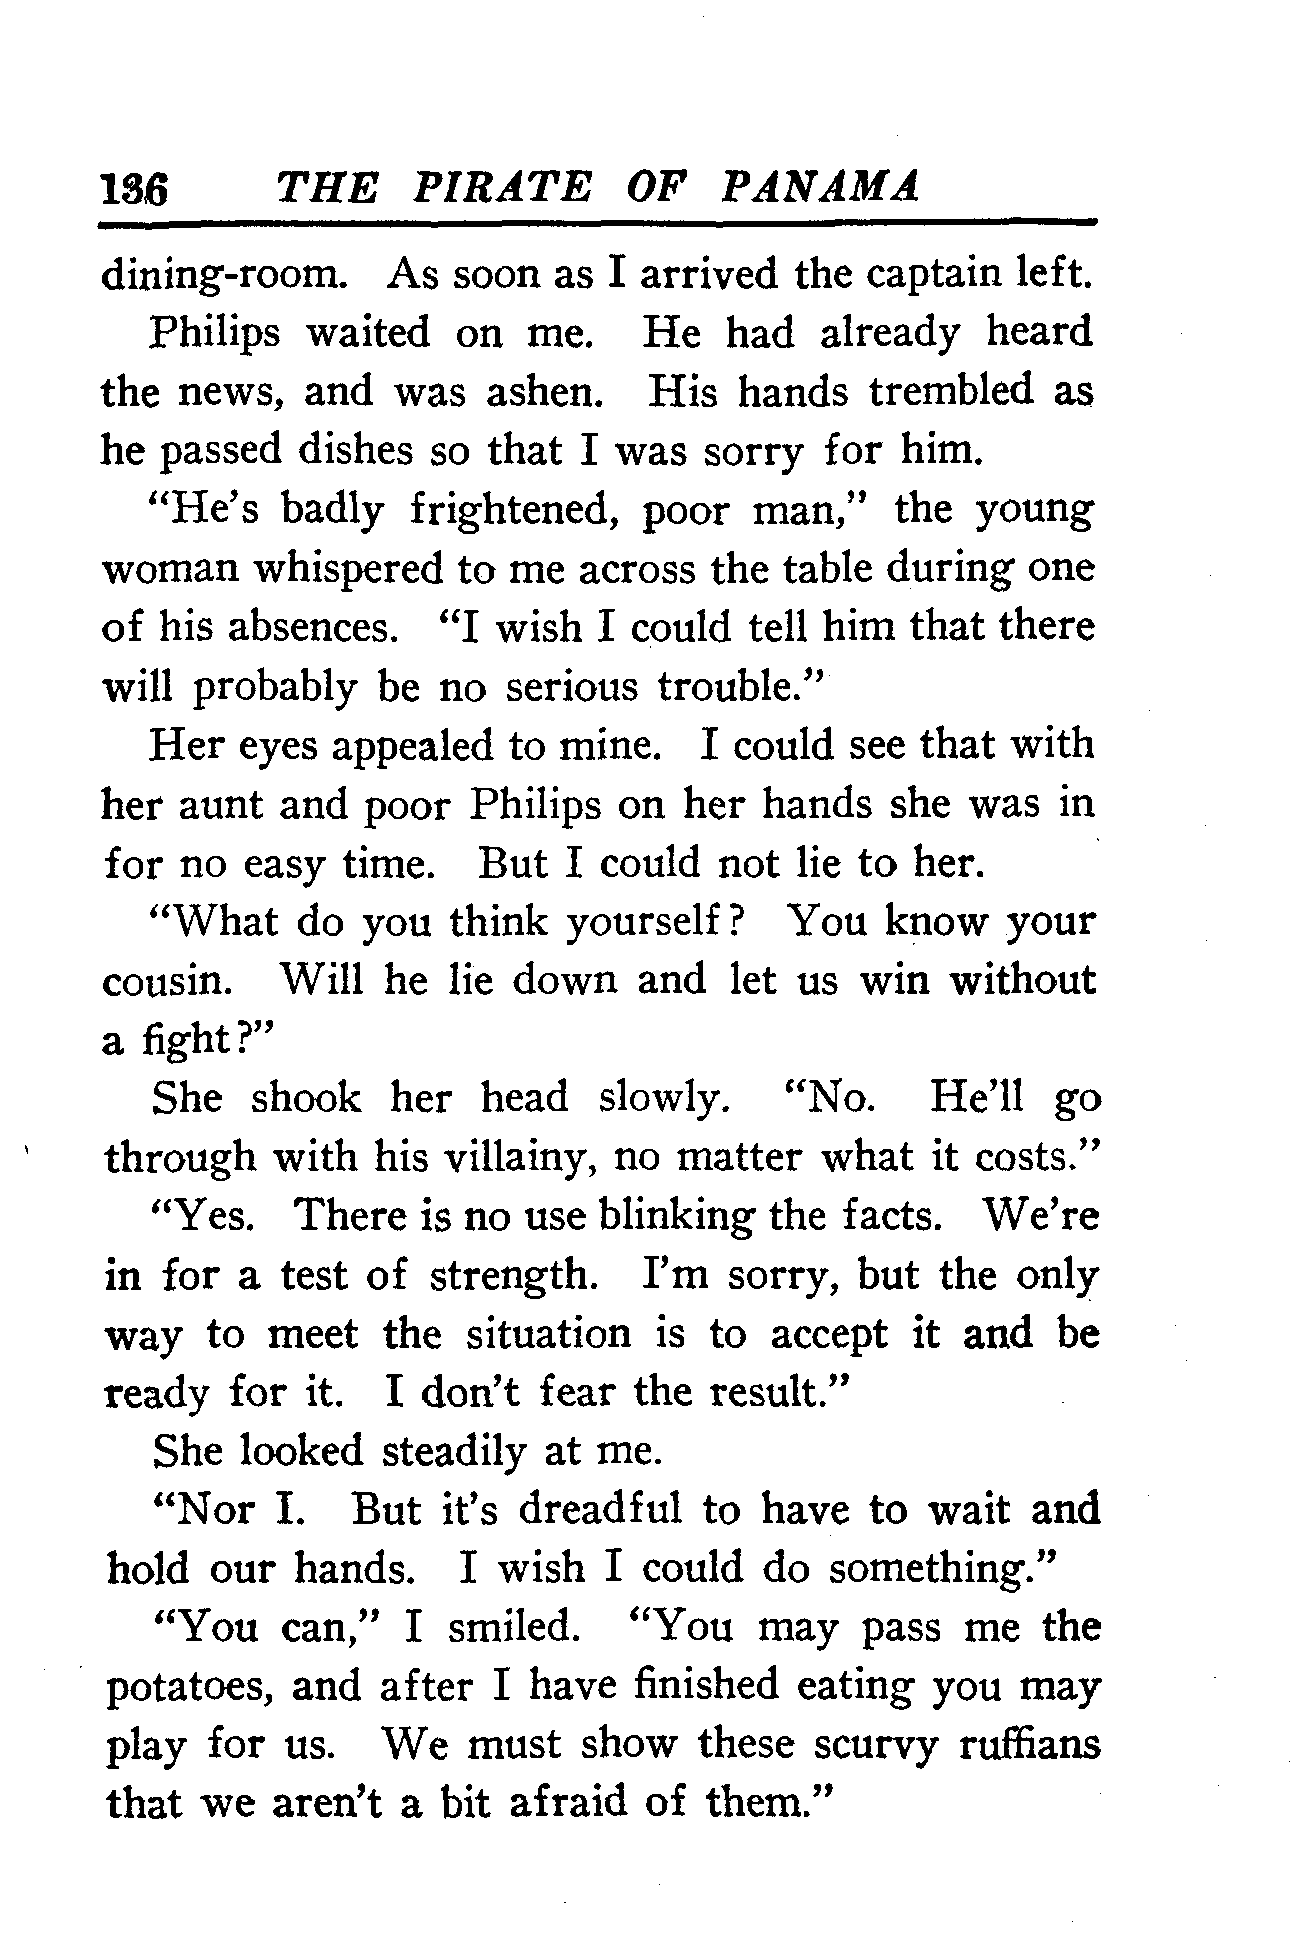 136 THE PIRATE OF PANAMA
dining-room. As soon as I arrived the captain left.
Philips waited on me. He had already heard
the news, and was ashen. His hands trembled as
he passed dishes so that I was sorry for him.
“He’s badly frightened, poor man,” the young
woman whispered to me across the table during one
of his absences. “I wish I could tell him that there
will probably be no serious trouble.”
Her eyes appealed to mine. I could see that with
her aunt and poor Philips on her hands she was in
for no easy time. But I could not lie to her.
“What do you think yourself? You know your
cousin. Will he lie down and let us win without
a fight?”
She shook her head slowly. “No. He’ll go
through with his villainy, no matter what it costs.”
“Yes. There is no use blinking the facts. We’re
in for a test of strength. I’m sorry, but the only
way to meet the situation is to accept it and be
ready for it. I don’t fear the result.”
She looked steadily at me.
“Nor I. But it’s dreadful to have to wait and
hold our hands. I wish I could do something.”
“You can,” I smiled. “You may pass me the
potatoes, and after I have finished eating you may
play for us. We must show these scurvy ruffians
that we aren’t a bit afraid of them.”